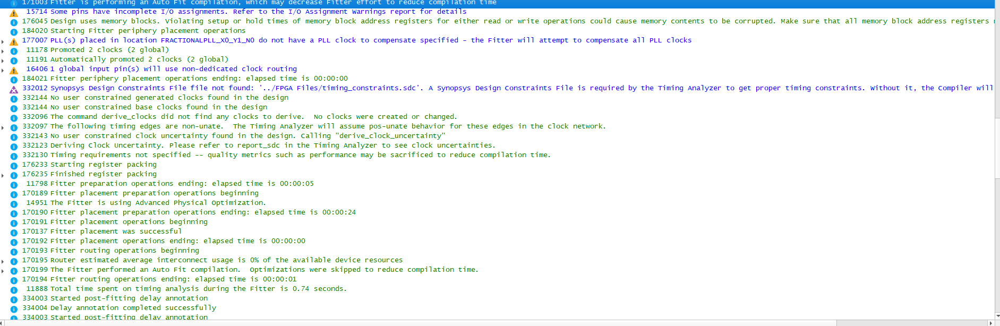 171003 Fitter is performing an Auto Fit compilation, which may decrease Fitter effort to reduce compilation time
15714 Some pins have incomplete I/O assignments. Refer to the I/O Assignment Warnings report for details
176045 Design uses memory blocks. Violating setup or hold times of memory block address registers for either read or write operations could cause memory contents to be corrupted. Make sure that all memory block address registers
184020 Starting Fitter periphery placement operations
177007 PLL(s) placed in location FRACTIONALPLL_X0_Y1_N0 do not have a PLL clock to compensate specified - the Fitter will attempt to compensate all PLL clocks
11178 Promoted 2 clocks (2 global)
11191 Automatically promoted 2 clocks (2 global)
16406 1 global input pin(s) will use non-dedicated clock routing
184021 Fitter periphery placement operations ending: elapsed time is 00:00:00
332012 Synopsys Design Constraints File file not found: '../FPGA Files/timing_constraints.sdc'. A Synopsys Design Constraints File is required by the Timing Analyzer to get proper timing constraints. Without it, the Compiler will
332144 No user constrained generated clocks found in the design
332144 No user constrained base clocks found in the design
332096 The command derive_clocks did not find any clocks to derive.  No clocks were created or changed.
332097 The following timing edges are non-unate.  The Timing Analyzer will assume pos-unate behavior for these edges in the clock network.
332143 No user constrained clock uncertainty found in the design. Calling "derive_clock_uncertainty"
332123 Deriving Clock Uncertainty. Please refer to report_sdc in the Timing Analyzer to see clock uncertainties.
332130 Timing requirements not specified -- quality metrics such as performance may be sacrificed to reduce compilation time.
176233 Starting register packing
176235 Finished register packing
11798 Fitter preparation operations ending: elapsed time is 00:00:05
170189 Fitter placement preparation operations beginning
14951 The Fitter is using Advanced Physical Optimization.
170190 Fitter placement preparation operations ending: elapsed time is 00:00:24
170191 Fitter placement operations beginning
170137 Fitter placement was successful
170192 Fitter placement operations ending: elapsed time is 00:00:00
170193 Fitter routing operations beginning
170195 Router estimated average interconnect usage is 0% of the available device resources
170199 The Fitter performed an Auto Fit compilation.  Optimizations were skipped to reduce compilation time.
170194 Fitter routing operations ending: elapsed time is 00:00:01
11888 Total time spent on timing analysis during the Fitter is 0.74 seconds.
334003 Started post-fitting delay annotation
334004 Delay annotation completed successfully
334003 Started post-fitting delay annotation